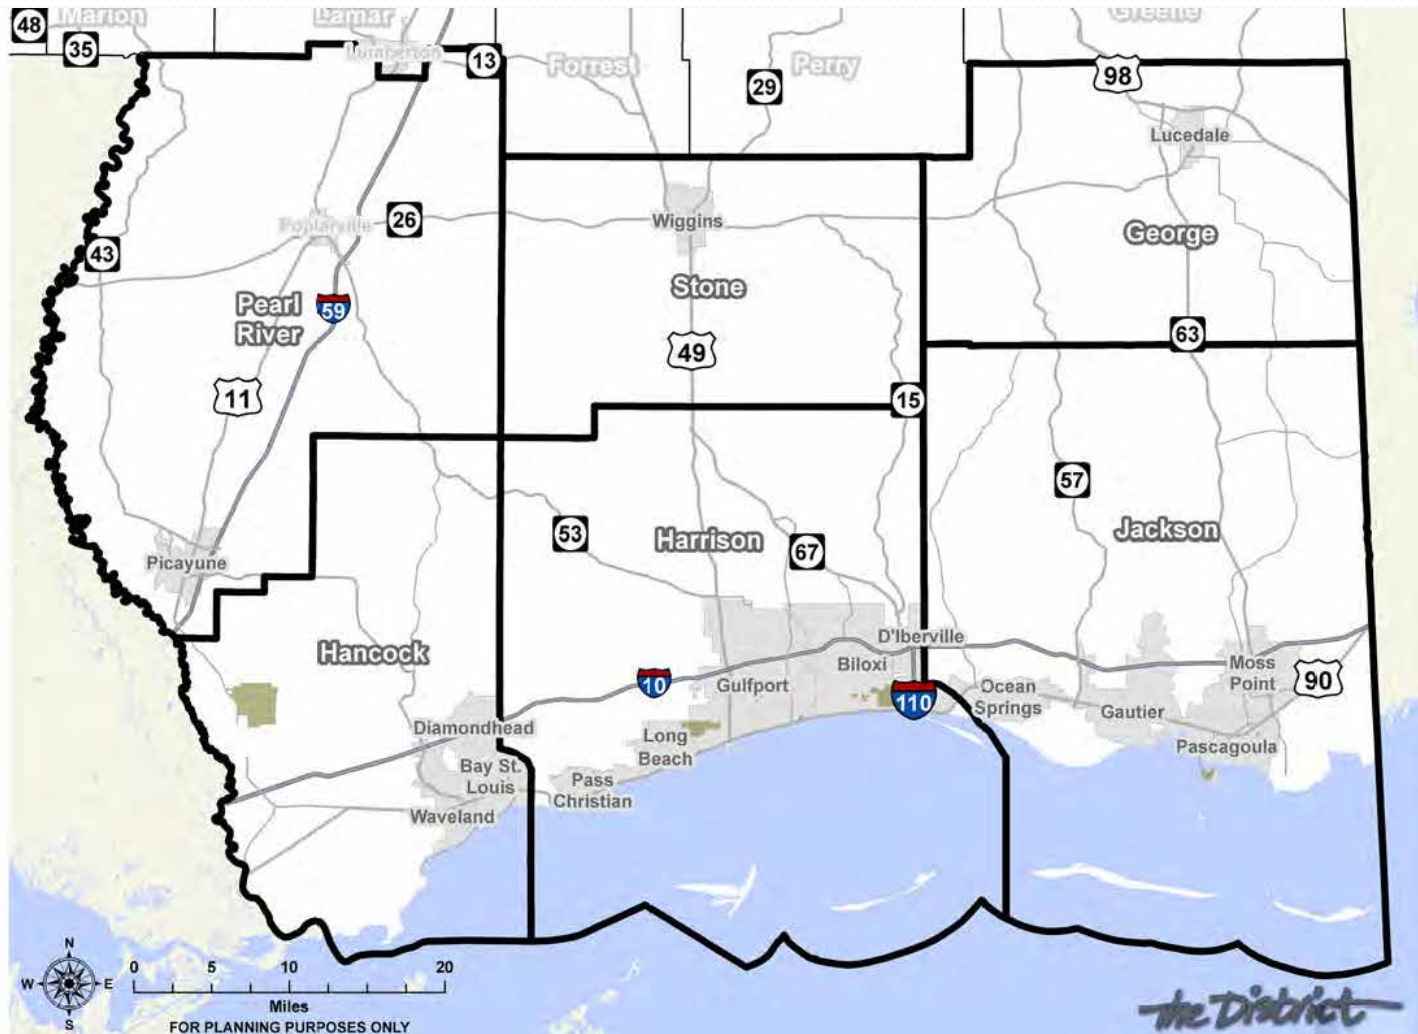 Marion
Lamar
Greene
48
35
Lumberton
13
Forrest
Perry
29
98
Lucedale
Poplarville
26
Wiggins
George
43
Pearl
River
59
Stone
49
63
11
15
57
53
Harrison
67
Jackson
Picayune
Hancock
D'Iberville
Biloxi
10
Gulfport
110
Ocean
Springs
Moss
Point
90
Gautier
Diamondhead
Long
Beach
Pascagoula
Bay St.
Louis
Pass
Christian
Waveland
N
W
E
S
0 5 10 20
Miles
FOR PLANNING PURPOSES ONLY
the District